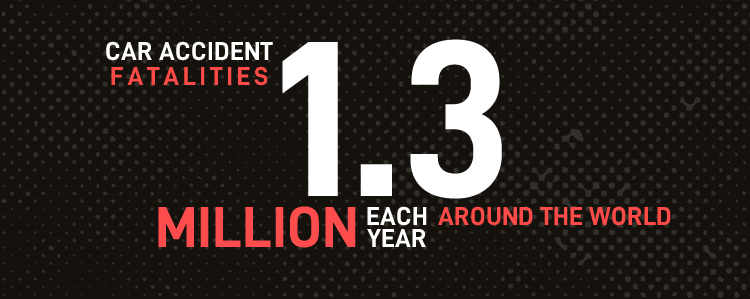 CAR ACCIDENT
FATALITIES
1.3
MILLION
EACH
YEAR
AROUND THE WORLD